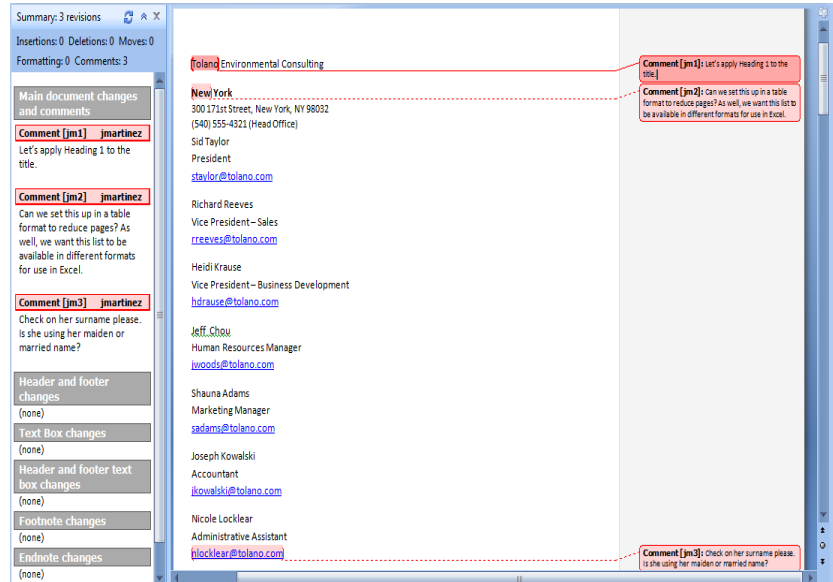 Summary: 3 revisions
X
Insertions: 0 Deletions: 0 Moves: 0
Formatting: 0 Comments: 3
Main document changes
and comments
Comment [jm1] jmartinez
Let's apply Heading 1 to the
title.
Comment [jm2] jmartinez
Can we set this up in a table
format to reduce pages? As
well, we want this list to be
available in different formats
for use in Excel.
Comment [jm3] jmartinez
Check on her surname please.
Is she using her maiden or
married name?
Header and footer
changes
(none)
Text Box changes
(none)
Header and footer text
box changes
(none)
Footnote changes
(none)
Endnote changes
(none)
Tolano Environmental Consulting
New York
300 171st Street, New York, NY 98032
(540) 555-4321 (Head Office)
Sid Taylor
President
staylor@tolano.com
Richard Reeves
Vice President – Sales
rreeves@tolano.com
Heidi Krause
Vice President – Business Development
hdrause@tolano.com
Jeff Chou
Human Resources Manager
jwoods@tolano.com
Shauna Adams
Marketing Manager
sadams@tolano.com
Joseph Kowalski
Accountant
jkowalski@tolano.com
Nicole Locklear
Administrative Assistant
nlocklear@tolano.com
Comment [jm1]: Let's apply Heading 1 to the
title.
Comment [jm2]: Can we set this up in a table
format to reduce pages? As well, we want this list to
be available in different formats for use in Excel.
Comment [jm3]: Check on her surname please.
Is she using her maiden or married name?